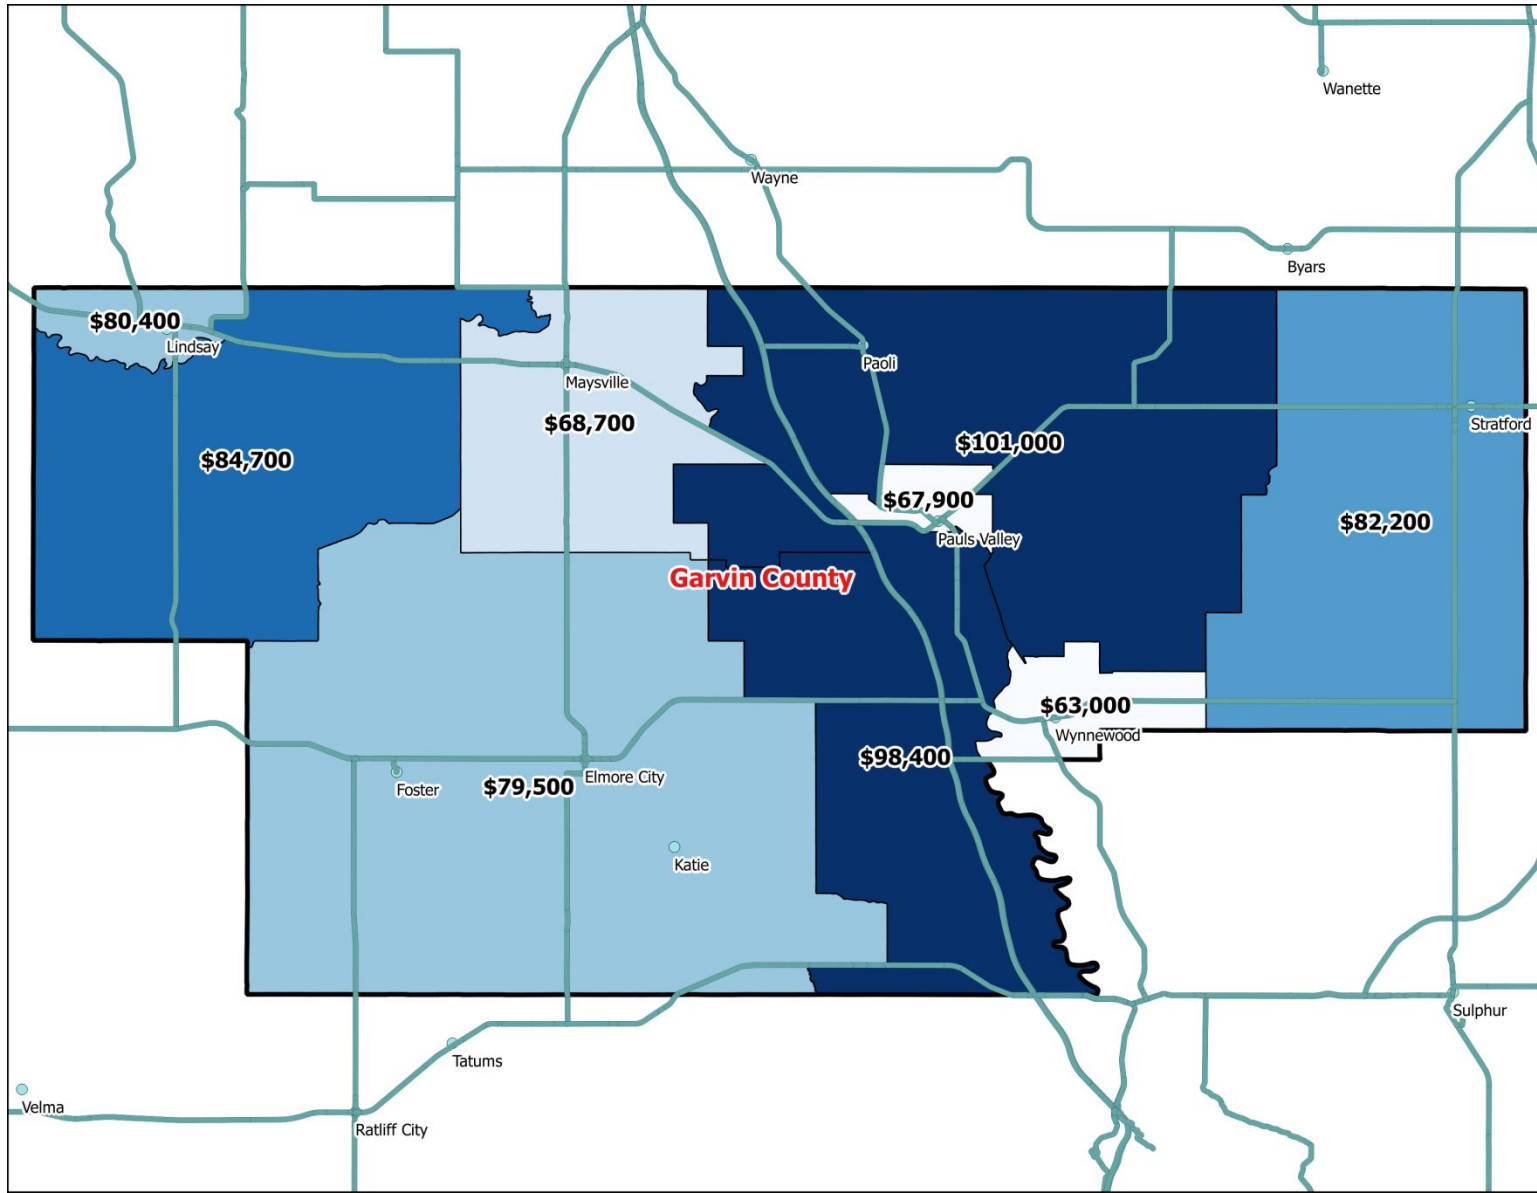 Wanette
Wayne
Byars
$80,400
Lindsay
Paoli
Maysville
$68,700
Stratford
$101,000
$84,700
$67,900
$82,200
Pauls Valley
Garvin County
$63,000
Wynnewood
$98,400
Elmore City
$79,500
Foster
Katie
Sulphur
Tatums
Velma
Ratliff City